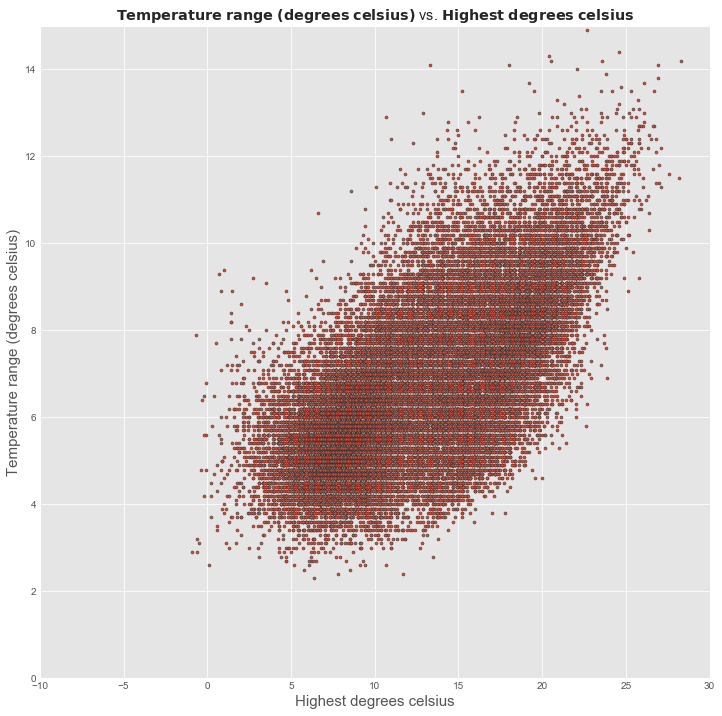 Temperature range (degrees celsius) vs. Highest degrees celsius
14
12
10
8
6
4
2
0
Temperature range (degrees celsius)
−10 −5 0 5 10 15 20 25 30
Highest degrees celsius